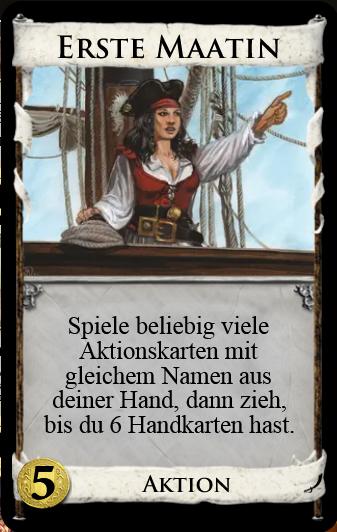 ERSTE MAATIN
Spiele beliebig viele
Aktionskarten mit
gleichem Namen aus
deiner Hand, dann zieh,
bis du 6 Handkarten hast.
5
AKTION